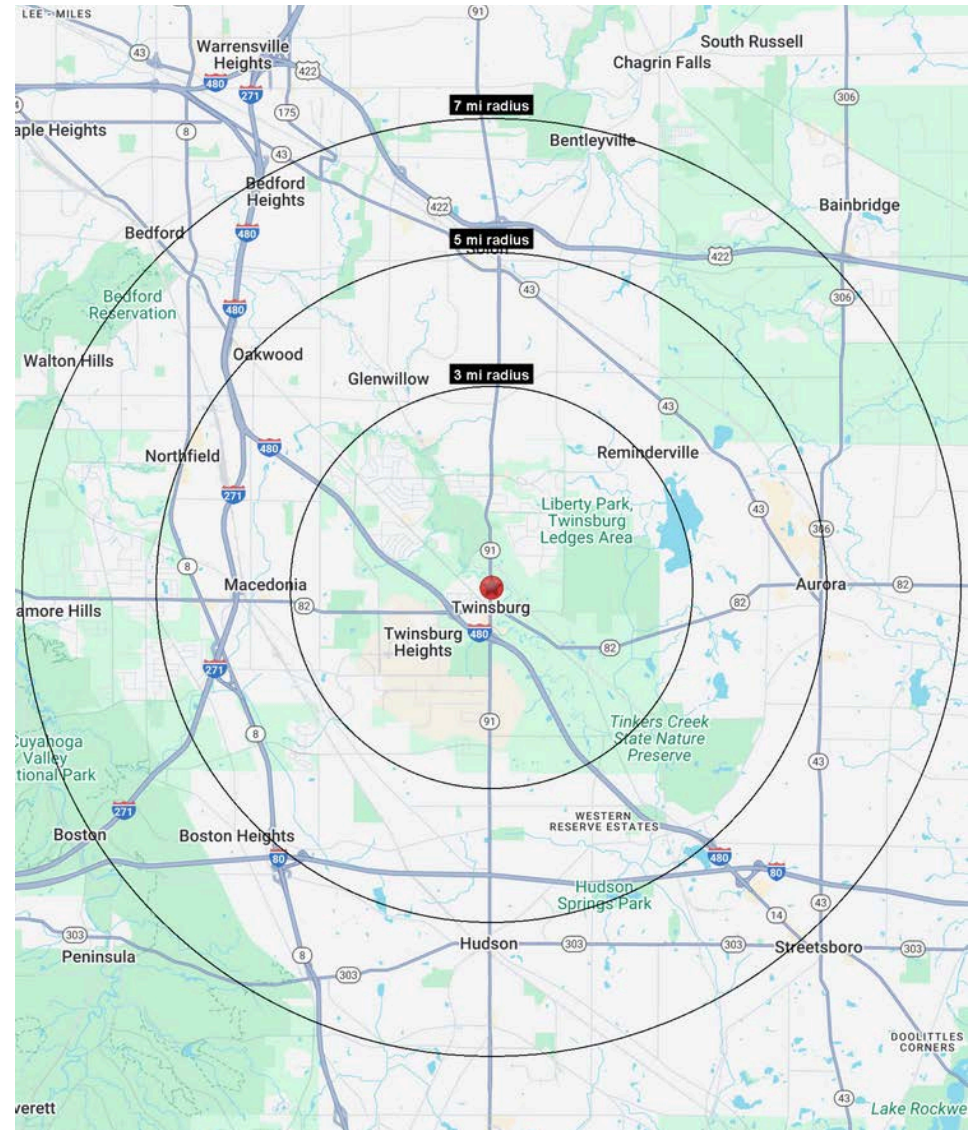 LEE - MILES
91
43
Warrensville
Heights
South Russell
Chagrin Falls
480
422
271
306
7 mi radius
175
8
aple Heights
43
Bentleyville
Bedford
Heights
422
Bainbridge
Bedford
480
5 mi radius
422
43
306
Bedford
Reservation
480
Walton Hills
Oakwood
Glenwillow
3 mi radius
43
480
Reminderville
Northfield
271
Liberty Park,
Twinsburg
Ledges Area
43
306
91
8
Macedonia
Aurora
82
amore Hills
82
Twinsburg
82
Twinsburg
Heights
480
82
271
91
8
Tinkers Creek
State Nature
Preserve
Cuyahoga
Valley
ational Park
43
271
WESTERN
RESERVE ESTATES
Boston
Boston Heights
80
480
80
Hudson
Springs Park
43
14
303
Peninsula
8
303
Hudson
303
303
Streetsboro
303
DOOLITTLES
CORNERS
43
verett
Lake Rockwe